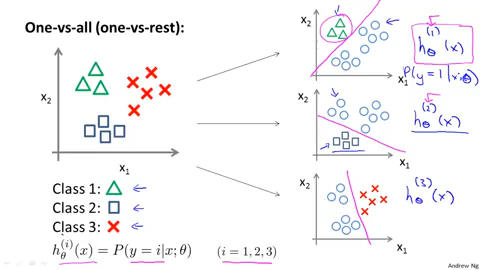 One-vs-all (one-vs-rest):
x₂
x₁
Class 1:
Class 2:
Class 3:
h_θ^(i)(x) = P(y = i|x; θ) (i = 1, 2, 3)
x₂
x₁
h_θ^(1)(x)
P(y=1|x;θ)
x₂
x₁
h_θ^(2)(x)
x₂
x₁
h_θ^(3)(x)
Andrew Ng